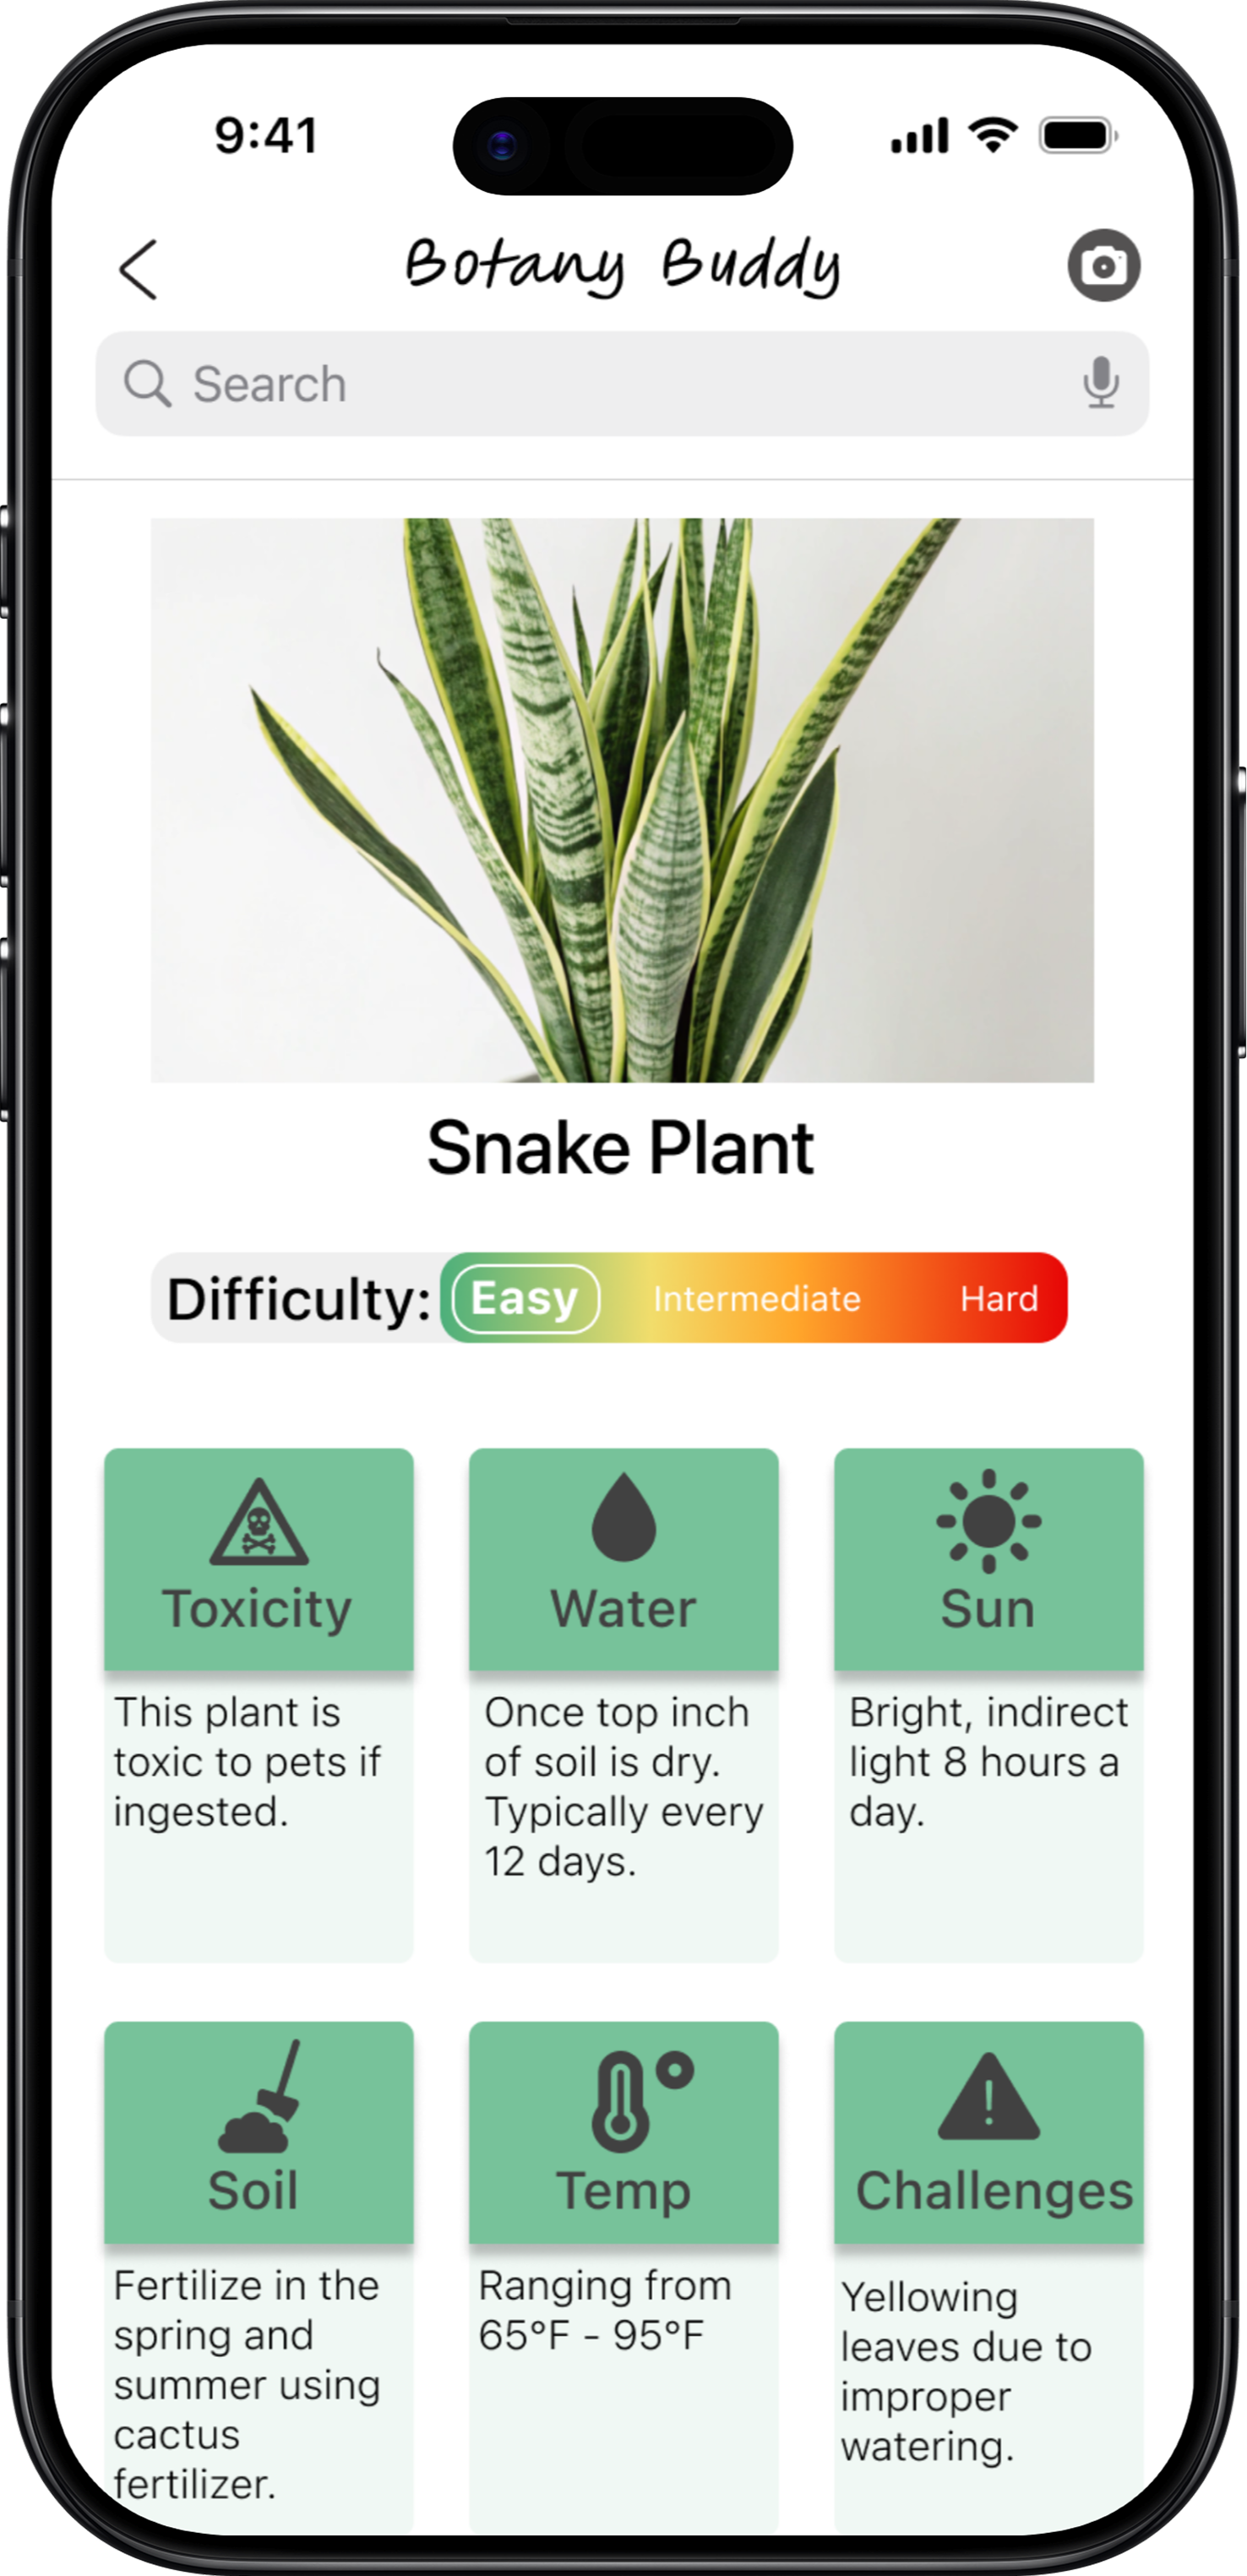 9:41
Botany Buddy
Search
Snake Plant
Difficulty: Easy Intermediate Hard
Toxicity
This plant is
toxic to pets if
ingested.
Water
Once top inch
of soil is dry.
Typically every
12 days.
Sun
Bright, indirect
light 8 hours a
day.
Soil
Fertilize in the
spring and
summer using
cactus
fertilizer.
Temp
Ranging from
65°F - 95°F
Challenges
Yellowing
leaves due to
improper
watering.